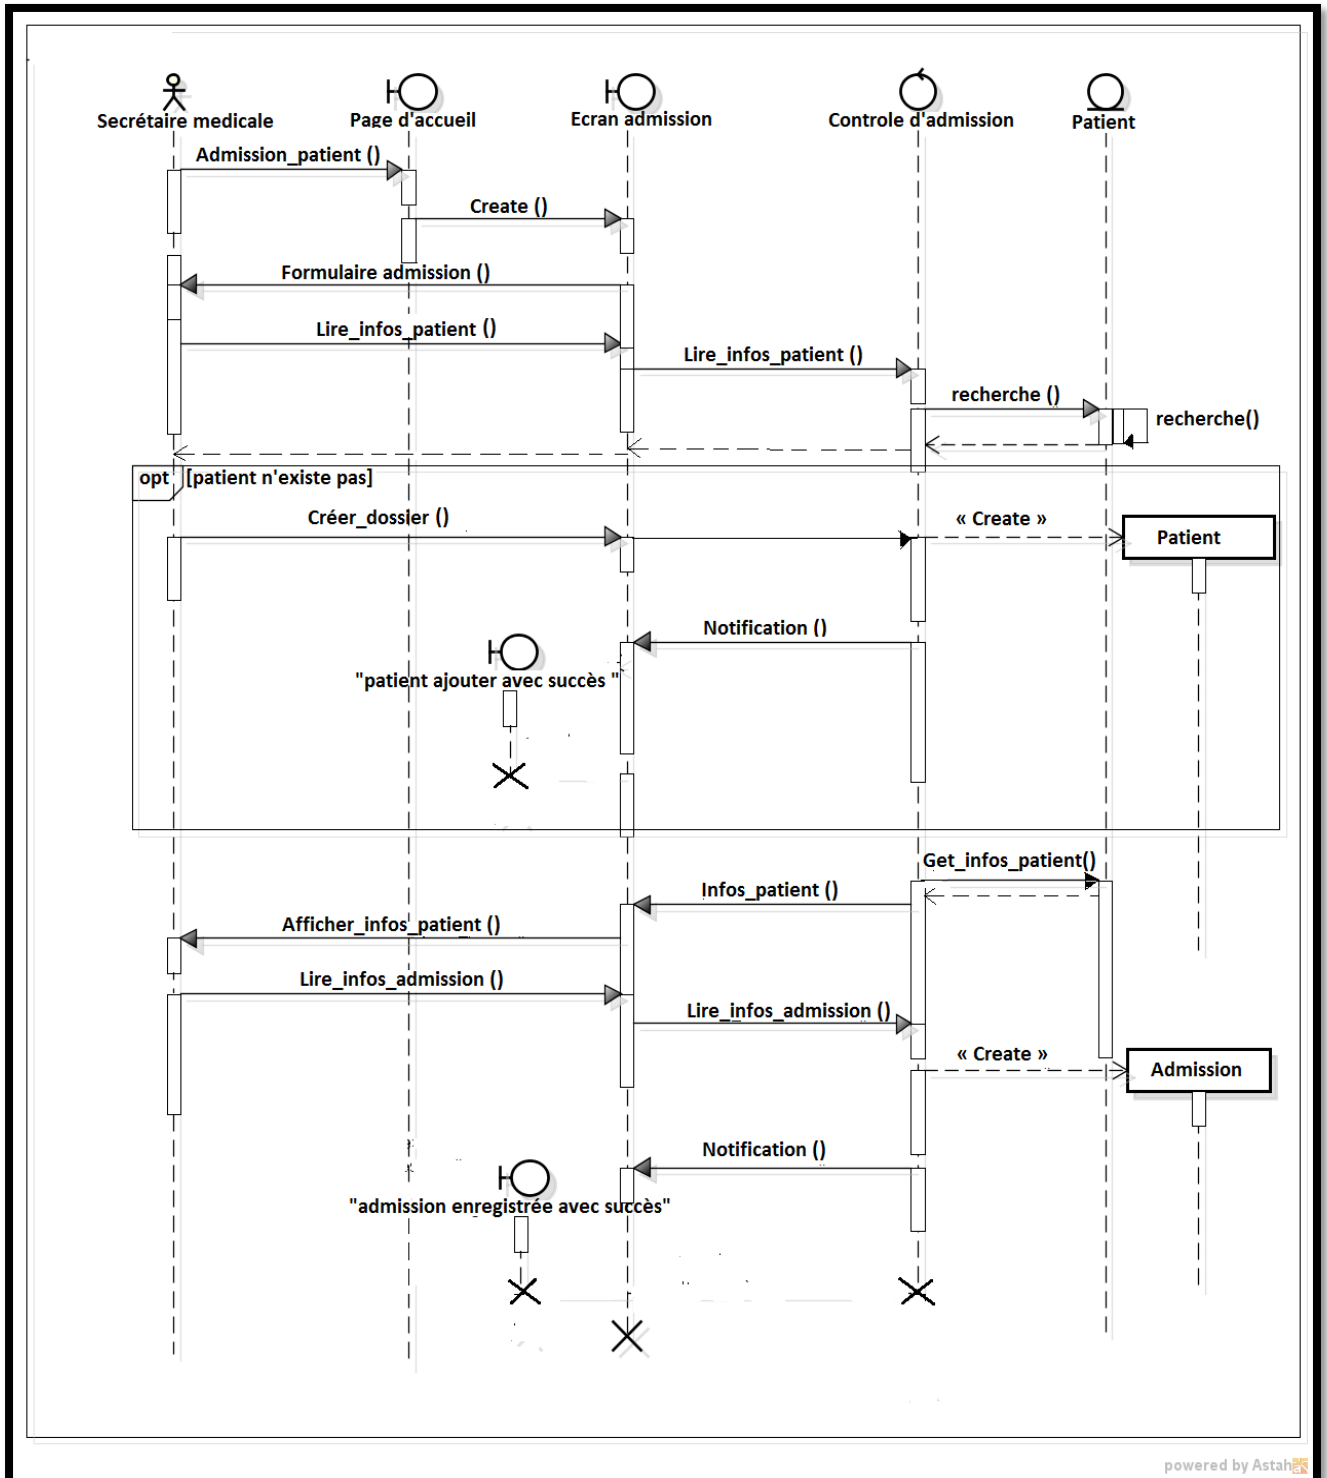 Secrétaire medicale
Page d'accueil
Ecran admission
Controle d'admission
Patient
Admission_patient ()
Create ()
Formulaire admission ()
Lire_infos_patient ()
Lire_infos_patient ()
recherche ()
recherche()
opt [patient n'existe pas]
Créer_dossier ()
« Create »
Patient
Notification ()
"patient ajouter avec succès "
Get_infos_patient()
Infos_patient ()
Afficher_infos_patient ()
Lire_infos_admission ()
Lire_infos_admission ()
« Create »
Admission
Notification ()
"admission enregistrée avec succès"
powered by Astah